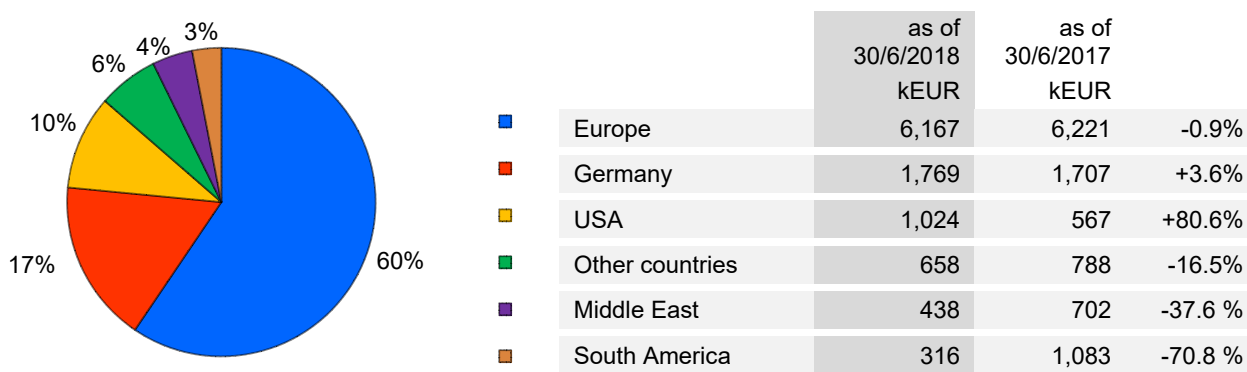 3%
4%
6%
10%
17%
60%
as of as of
30/6/2018 30/6/2017
kEUR kEUR
Europe 6,167 6,221 -0.9%
Germany 1,769 1,707 +3.6%
USA 1,024 567 +80.6%
Other countries 658 788 -16.5%
Middle East 438 702 -37.6 %
South America 316 1,083 -70.8 %